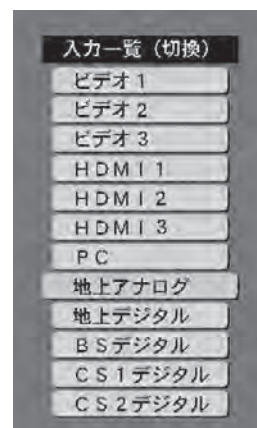 入力一覧（切換）
ビデオ1
ビデオ2
ビデオ3
HDMI1
HDMI2
HDMI3
PC
地上アナログ
地上デジタル
BSデジタル
CS1デジタル
CS2デジタル